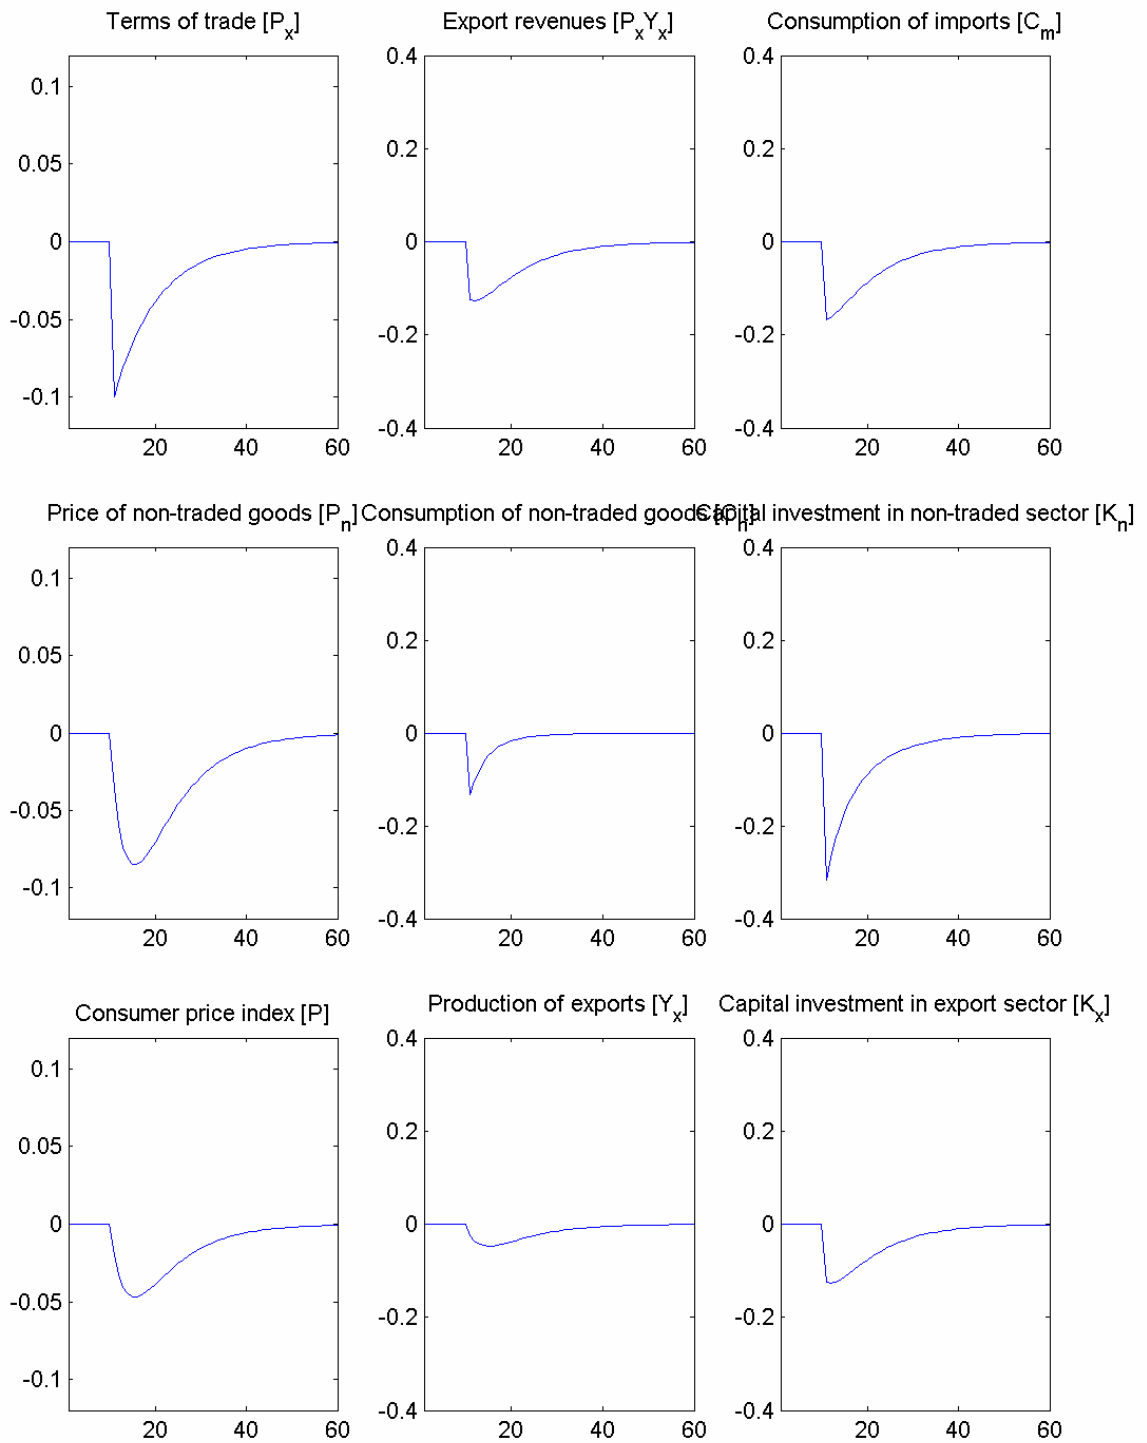 Terms of trade [Px] Export revenues [PxYx] Consumption of imports [Cm]
0.1 0.05 0 -0.05 -0.1
20 40 60
0.4 0.2 0 -0.2 -0.4
20 40 60
0.4 0.2 0 -0.2 -0.4
20 40 60
Price of non-traded goods [Pn] Consumption of non-traded goods [Cn] Capital investment in non-traded sector [Kn]
0.1 0.05 0 -0.05 -0.1
20 40 60
0.4 0.2 0 -0.2 -0.4
20 40 60
0.4 0.2 0 -0.2 -0.4
20 40 60
Consumer price index [P] Production of exports [Yx] Capital investment in export sector [Kx]
0.1 0.05 0 -0.05 -0.1
20 40 60
0.4 0.2 0 -0.2 -0.4
20 40 60
0.4 0.2 0 -0.2 -0.4
20 40 60